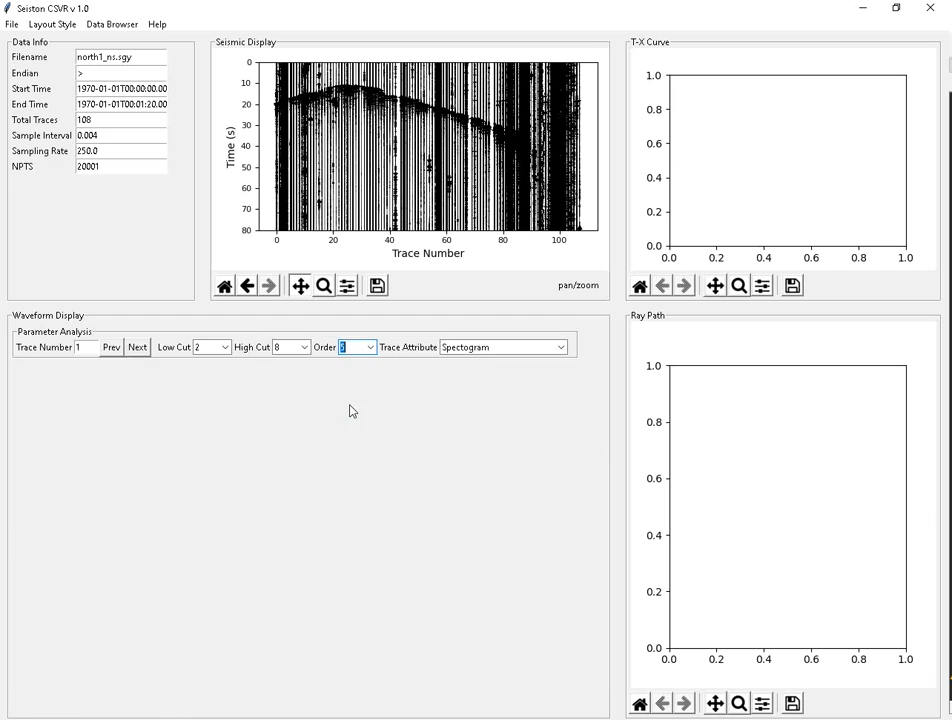 Seiston CSVR v 1.0
File Layout Style Data Browser Help
Data Info
Filename north1_ns.sgy
Endian >
Start Time 1970-01-01T00:00:00.00
End Time 1970-01-01T00:01:20.00
Total Traces 108
Sample Interval 0.004
Sampling Rate 250.0
NPTS 20001
Seismic Display
Time (s)
0
10
20
30
40
50
60
70
80
0 20 40 60 80 100
Trace Number
pan/zoom
T-X Curve
1.0
0.8
0.6
0.4
0.2
0.0
0.0 0.2 0.4 0.6 0.8 1.0
Waveform Display
Parameter Analysis
Trace Number 1 Prev Next Low Cut 2 High Cut 8 Order 5 Trace Attribute Spectogram
Ray Path
1.0
0.8
0.6
0.4
0.2
0.0
0.0 0.2 0.4 0.6 0.8 1.0